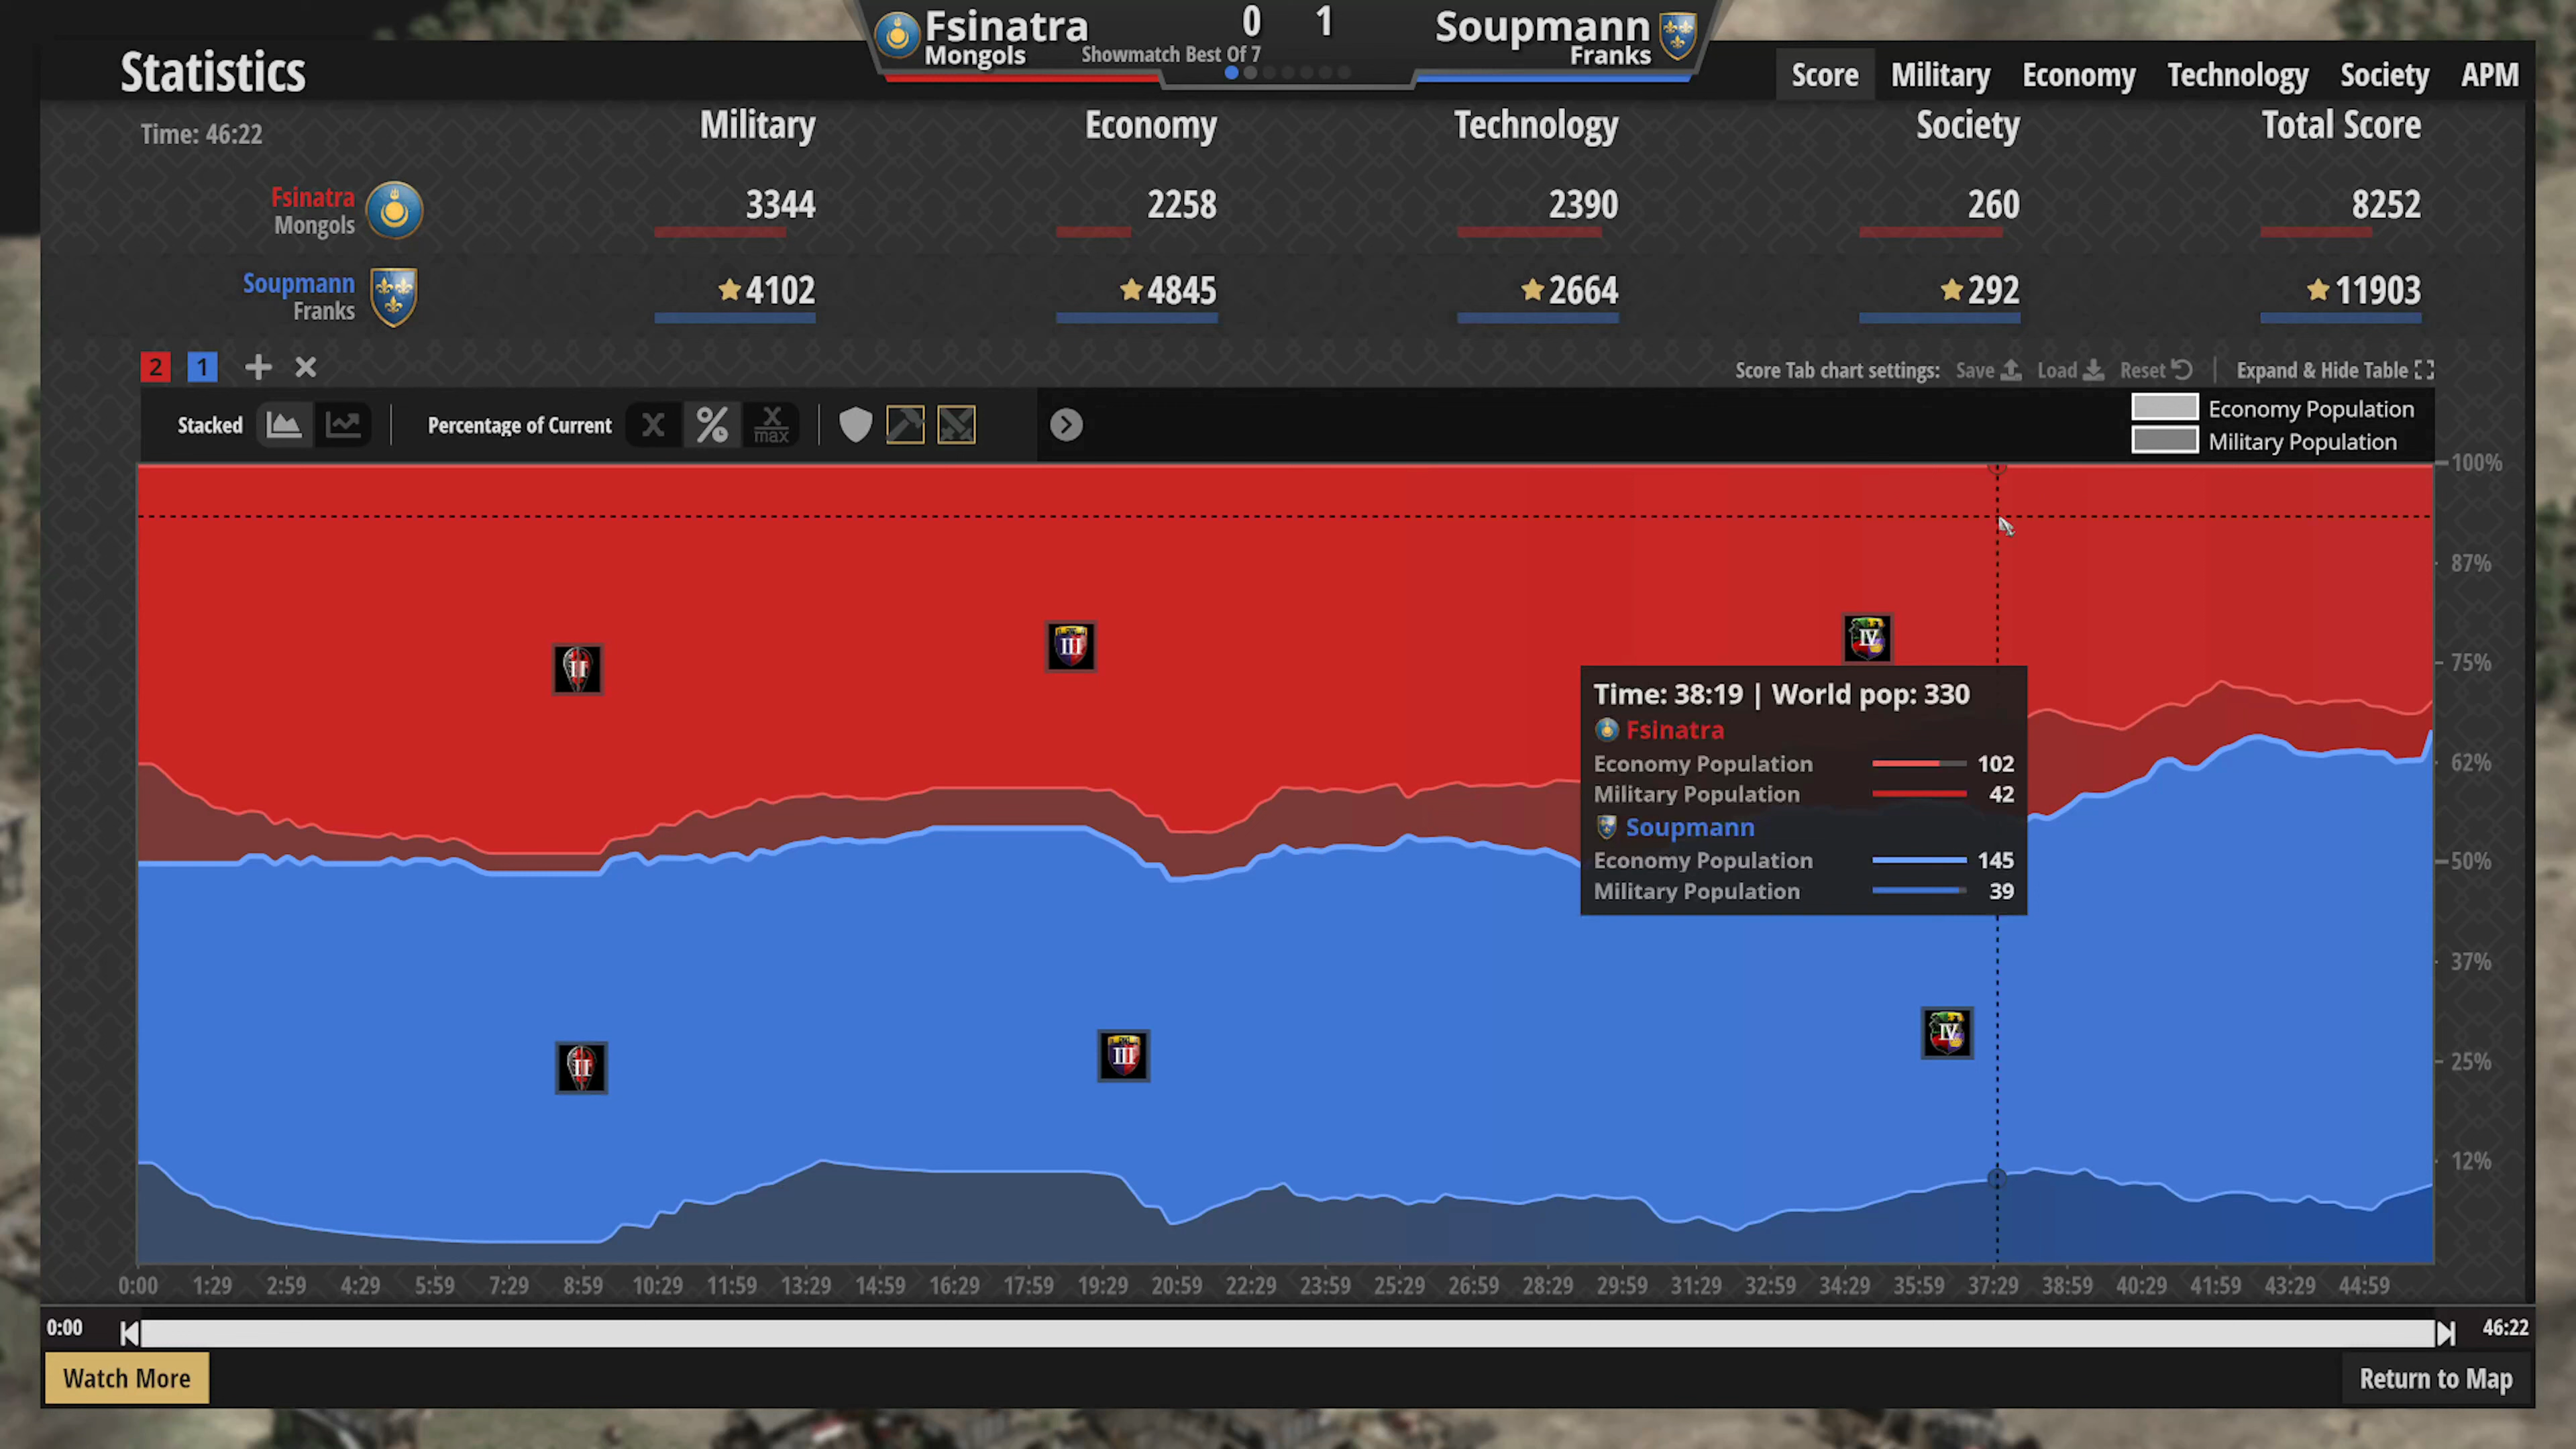 Fsinatra 0 1 Soupmann
Mongols Showmatch Best Of 7 Franks
Statistics
Score Military Economy Technology Society APM
Time: 46:22 Military Economy Technology Society Total Score
Fsinatra 3344 2258 2390 260 8252
Mongols
Soupmann 4102 4845 2664 292 11903
Franks
2 1
Score Tab chart settings: Save Load Reset | Expand & Hide Table
Stacked Percentage of Current X % X max
Economy Population
Military Population
100%
87%
II
III
IV
75%
Time: 38:19 | World pop: 330
Fsinatra
Economy Population 102
Military Population 42
Soupmann
Economy Population 145
Military Population 39
62%
50%
37%
II
III
IV
25%
12%
0:00 1:29 2:59 4:29 5:59 7:29 8:59 10:29 11:59 13:29 14:59 16:29 17:59 19:29 20:59 22:29 23:59 25:29 26:59 28:29 29:59 31:29 32:59 34:29 35:59 37:29 38:59 40:29 41:59 43:29 44:59
0:00 46:22
Watch More Return to Map